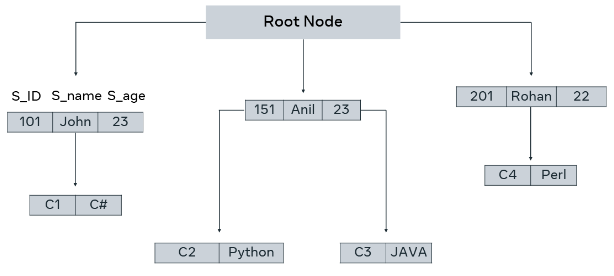 Root Node
S_ID S_name S_age
101 John 23
151 Anil 23
201 Rohan 22
C1 C#
C2 Python
C3 JAVA
C4 Perl